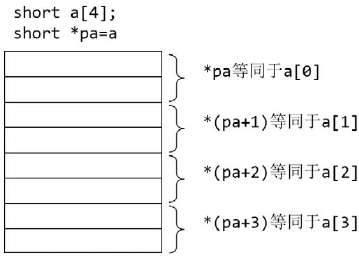 short a[4];
short *pa=a
*pa等同于a[0]
*(pa+1)等同于a[1]
*(pa+2)等同于a[2]
*(pa+3)等同于a[3]